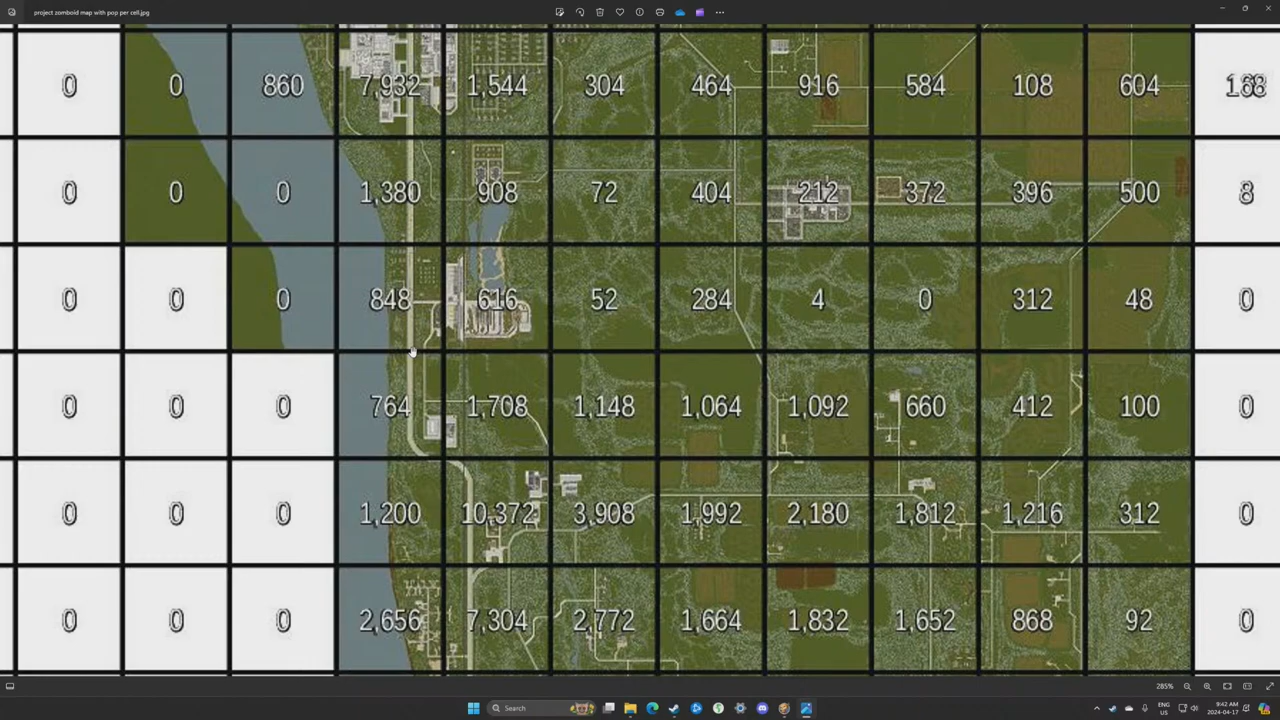 project zomboid map with pop per cell.jpg
0 0 860 7,932 1,544 304 464 916 584 108 604 168
0 0 0 1,380 908 72 404 212 372 396 500 8
0 0 0 848 616 52 284 4 0 312 48 0
0 0 0 764 1,708 1,148 1,064 1,092 660 412 100 0
0 0 0 1,200 10,372 3,908 1,992 2,180 1,812 1,216 312 0
0 0 0 2,656 7,304 2,772 1,664 1,832 1,652 868 92 0
285%
Search
ENG
US
9:42 AM
2024-04-17